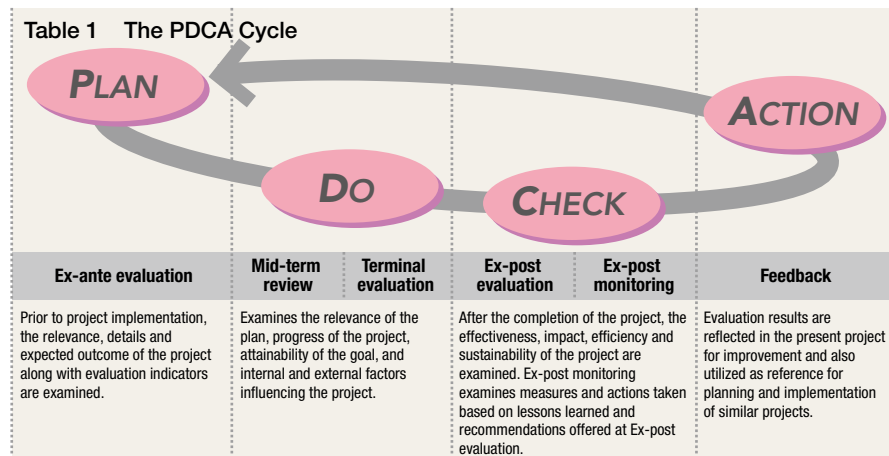 Table 1 The PDCA Cycle
PLAN
ACTION
DO
CHECK
Ex-ante evaluation
Mid-term
review
Terminal
evaluation
Ex-post
evaluation
Ex-post
monitoring
Feedback
Prior to project implementation,
the relevance, details and
expected outcome of the project
along with evaluation indicators
are examined.
Examines the relevance of the
plan, progress of the project,
attainability of the goal, and
internal and external factors
influencing the project.
After the completion of the project, the
effectiveness, impact, efficiency and
sustainability of the project are
examined. Ex-post monitoring
examines measures and actions taken
based on lessons learned and
recommendations offered at Ex-post
evaluation.
Evaluation results are
reflected in the present project
for improvement and also
utilized as reference for
planning and implementation
of similar projects.